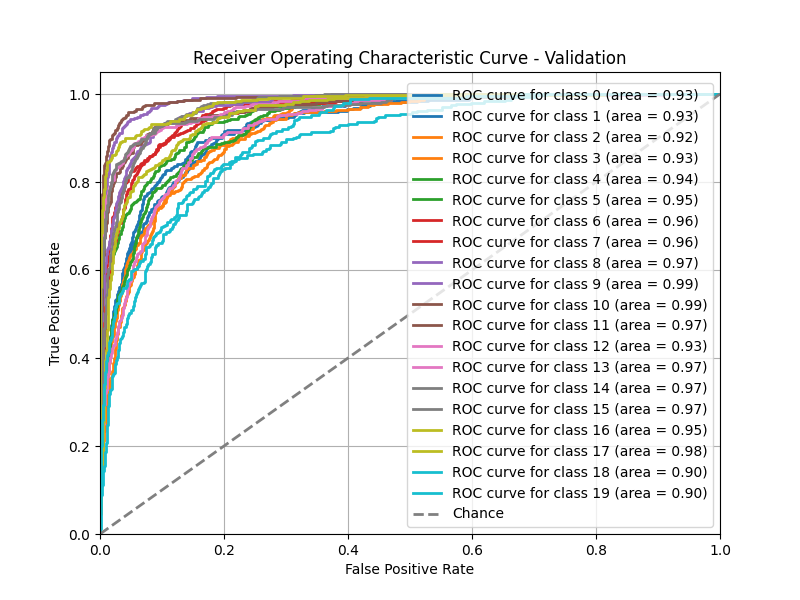 Receiver Operating Characteristic Curve - Validation
True Positive Rate
1.0
0.8
0.6
0.4
0.2
0.0
ROC curve for class 0 (area = 0.93)
ROC curve for class 1 (area = 0.93)
ROC curve for class 2 (area = 0.92)
ROC curve for class 3 (area = 0.93)
ROC curve for class 4 (area = 0.94)
ROC curve for class 5 (area = 0.95)
ROC curve for class 6 (area = 0.96)
ROC curve for class 7 (area = 0.96)
ROC curve for class 8 (area = 0.97)
ROC curve for class 9 (area = 0.99)
ROC curve for class 10 (area = 0.99)
ROC curve for class 11 (area = 0.97)
ROC curve for class 12 (area = 0.93)
ROC curve for class 13 (area = 0.97)
ROC curve for class 14 (area = 0.97)
ROC curve for class 15 (area = 0.97)
ROC curve for class 16 (area = 0.95)
ROC curve for class 17 (area = 0.98)
ROC curve for class 18 (area = 0.90)
ROC curve for class 19 (area = 0.90)
Chance
0.0 0.2 0.4 0.6 0.8 1.0
False Positive Rate